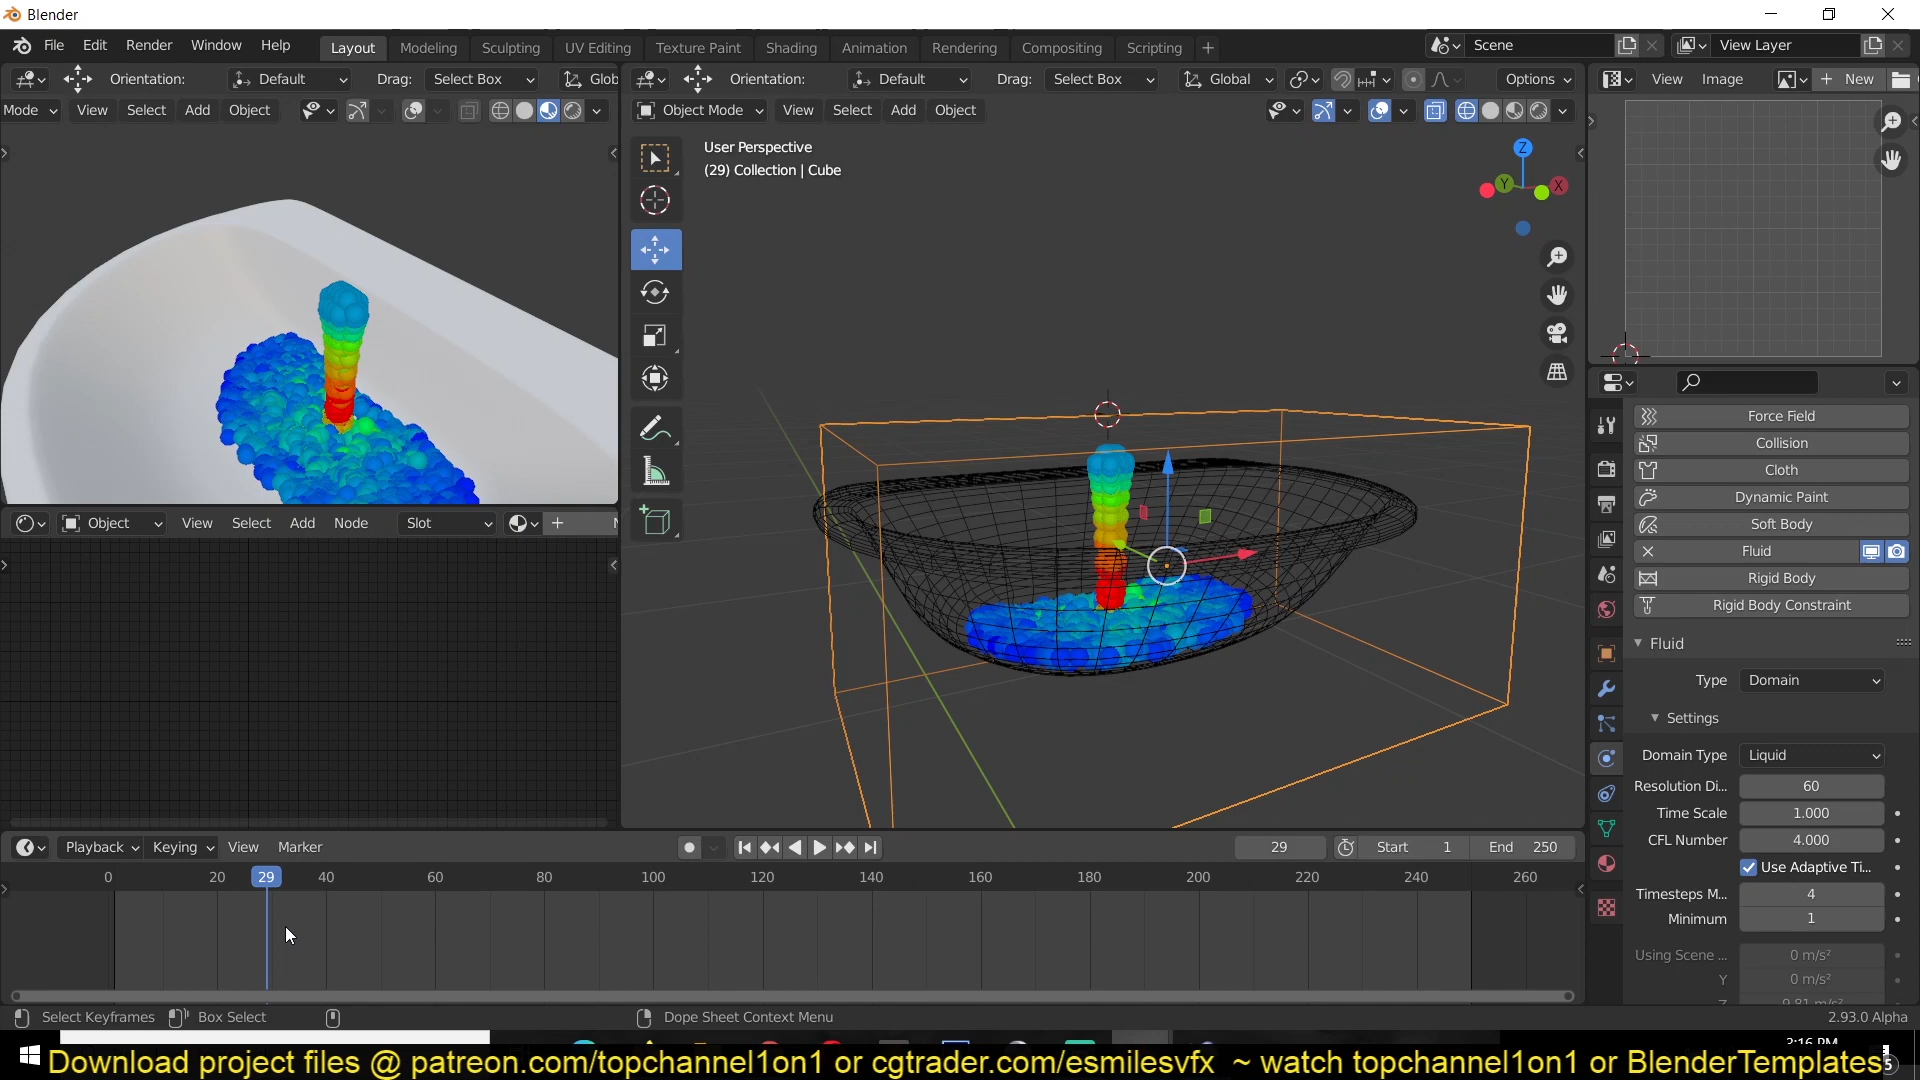 Blender
File Edit Render Window Help Layout Modeling Sculpting UV Editing Texture Paint Shading Animation Rendering Compositing Scripting + Scene View Layer
Orientation: Default Drag: Select Box Glob
Orientation: Default Drag: Select Box Global Options
View Image New
Mode View Select Add Object
Object Mode View Select Add Object
User Perspective
(29) Collection | Cube
Z
Y
X
Force Field
Collision
Cloth
Dynamic Paint
Soft Body
Fluid
Rigid Body
Rigid Body Constraint
Fluid
Type Domain
Settings
Domain Type Liquid
Resolution Di... 60
Time Scale 1.000
CFL Number 4.000
Use Adaptive Ti...
Timesteps M... 4
Minimum 1
Using Scene ... 0 m/s²
Y 0 m/s²
Object View Select Add Node Slot
Playback Keying View Marker 29 Start 1 End 250
0 20 29 40 60 80 100 120 140 160 180 200 220 240 260
Select Keyframes Box Select Dope Sheet Context Menu 2.93.0 Alpha
3:16 PM
Download project files @ patreon.com/topchannel1on1 or cgtrader.com/esmilesvfx ~ watch topchannel1on1 or BlenderTemplates